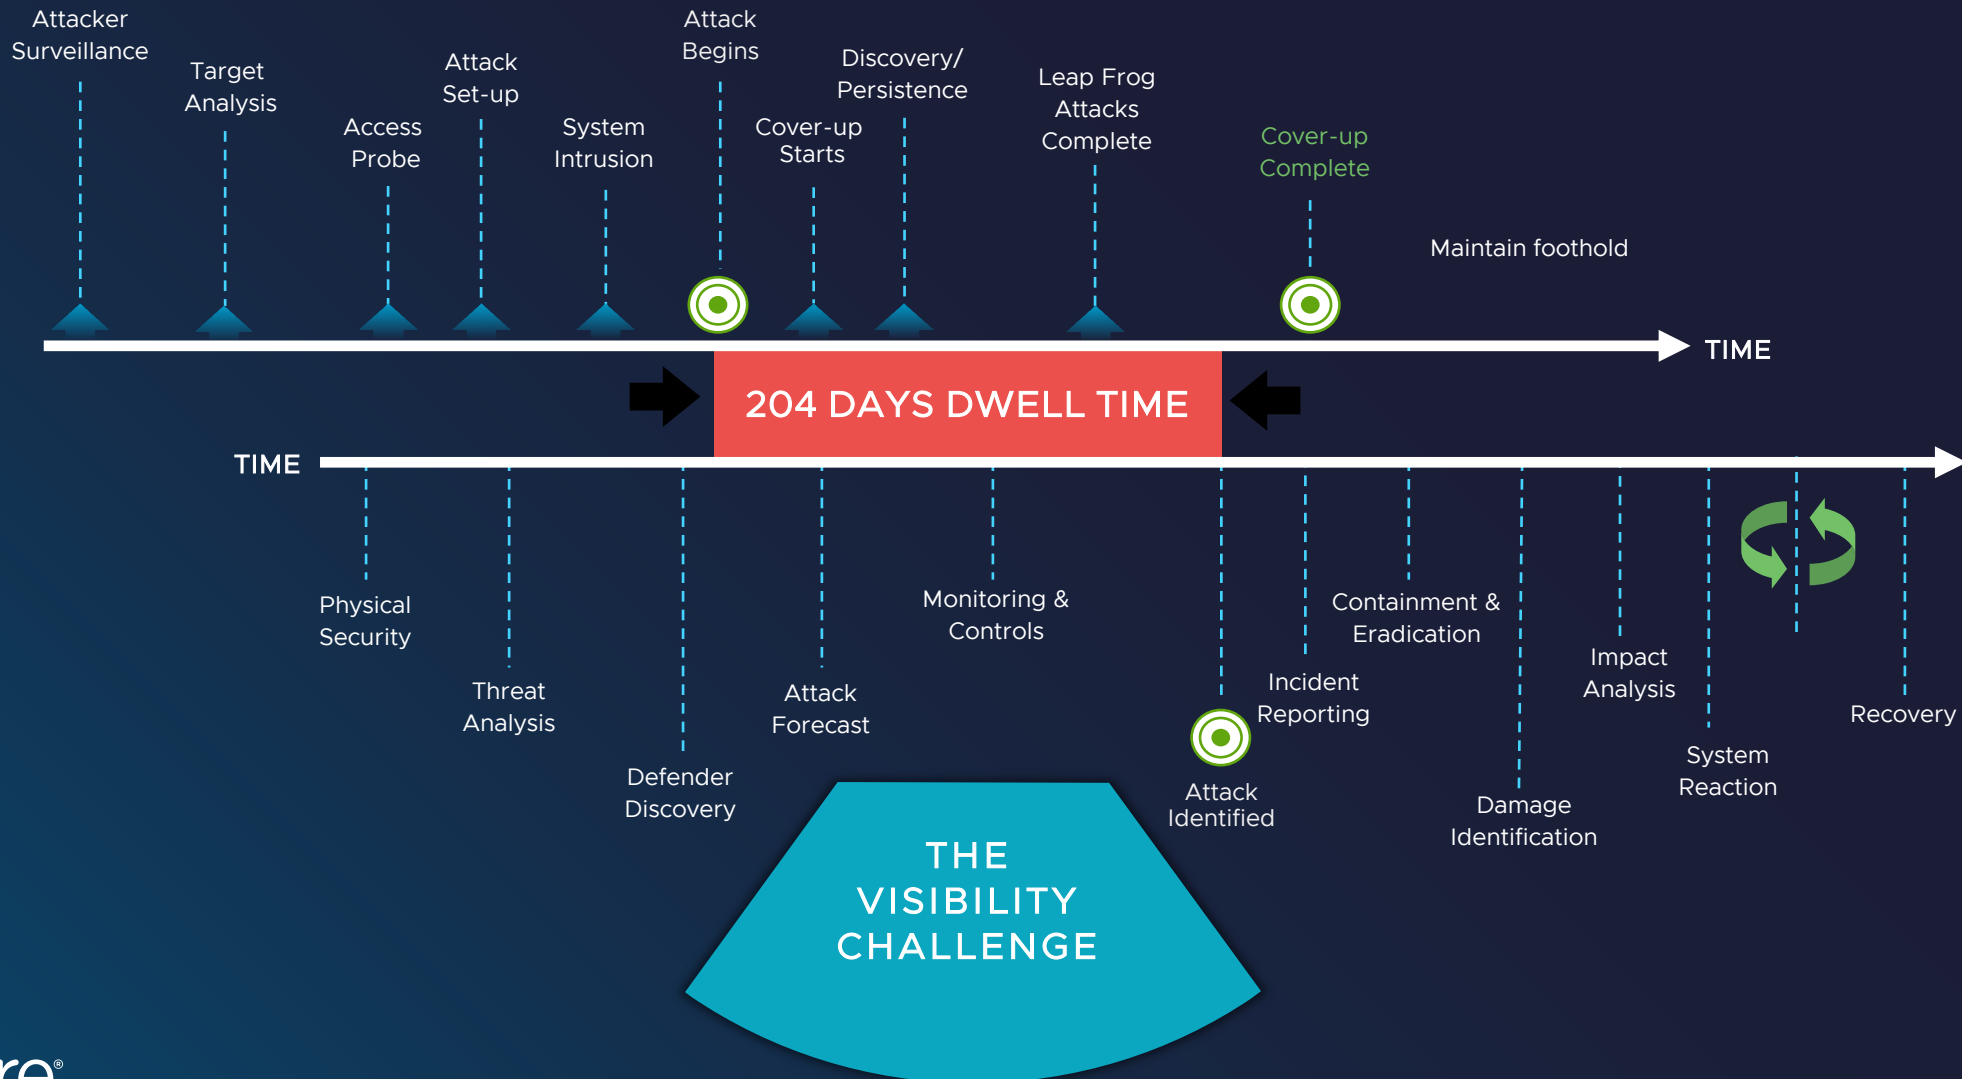 Attacker
Surveillance
Target
Analysis
Access
Probe
Attack
Set-up
System
Intrusion
Attack
Begins
Cover-up
Starts
Discovery/
Persistence
Leap Frog
Attacks
Complete
Cover-up
Complete
Maintain foothold
TIME
204 DAYS DWELL TIME
TIME
Physical
Security
Threat
Analysis
Defender
Discovery
Attack
Forecast
Monitoring &
Controls
Attack
Identified
Incident
Reporting
Containment &
Eradication
Damage
Identification
Impact
Analysis
System
Reaction
Recovery
THE
VISIBILITY
CHALLENGE
re®